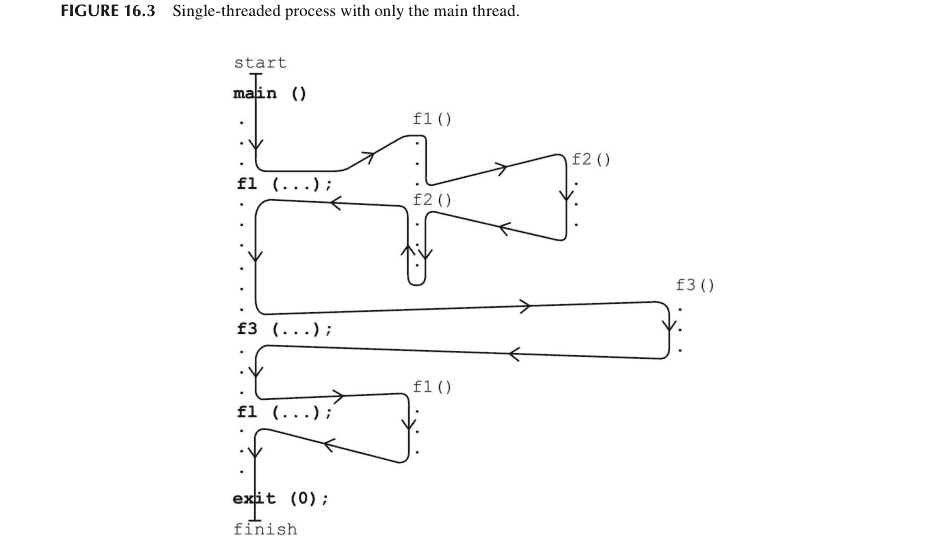 FIGURE 16.3 Single-threaded process with only the main thread.
start
main ()
f1()
f2()
f1 (...);
f2()
f3()
f3 (...);
f1()
f1 (...);
exit (0);
finish